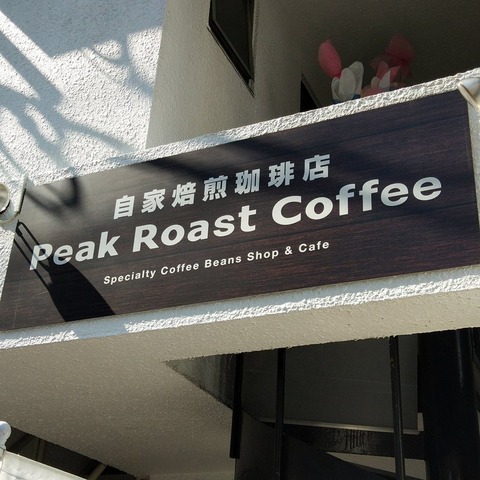 自家焙煎珈琲店
Peak Roast Coffee
Specialty Coffee Beans Shop & Cafe